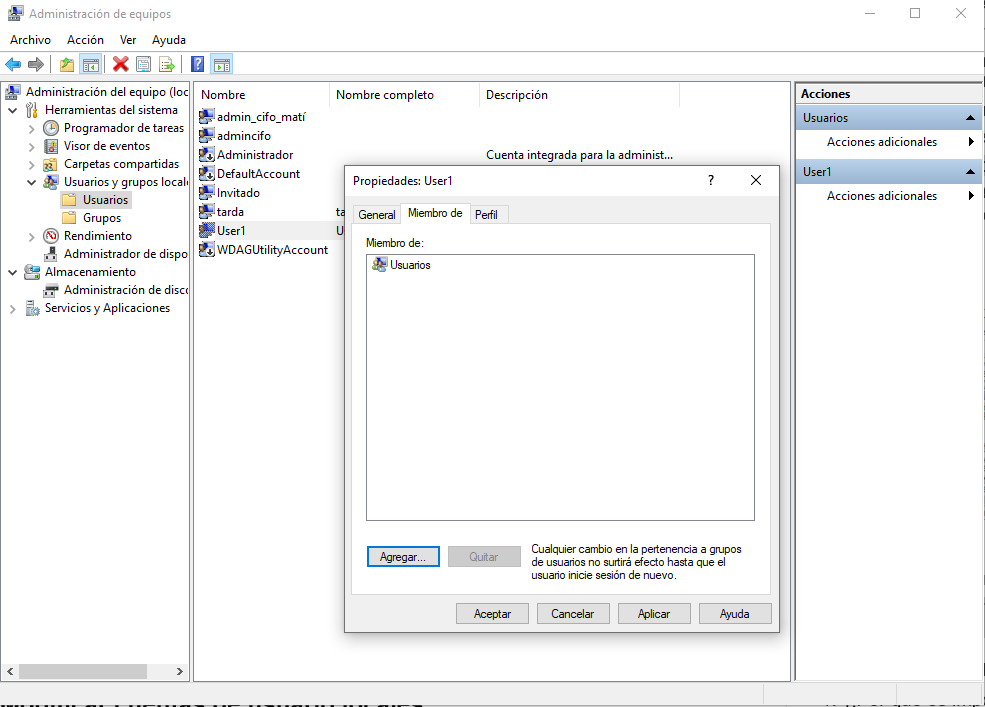 Administración de equipos
Archivo Acción Ver Ayuda
Administración del equipo (loc
Herramientas del sistema
Programador de tareas
Visor de eventos
Carpetas compartidas
Usuarios y grupos locale
Usuarios
Grupos
Rendimiento
Administrador de dispo
Almacenamiento
Administración de disco
Servicios y Aplicaciones
Nombre Nombre completo Descripción
admin_cifo_matí
admincifo
Administrador Cuenta integrada para la administ...
DefaultAccount
Invitado
tarda ta
User1 U
WDAGUtilityAccount
Propiedades: User1 ?
General Miembro de Perfil
Miembro de:
Usuarios
Agregar... Quitar
Cualquier cambio en la pertenencia a grupos
de usuarios no surtirá efecto hasta que el
usuario inicie sesión de nuevo.
Aceptar Cancelar Aplicar Ayuda
Acciones
Usuarios
Acciones adicionales
User1
Acciones adicionales
Modificar cuentas de usuario locales